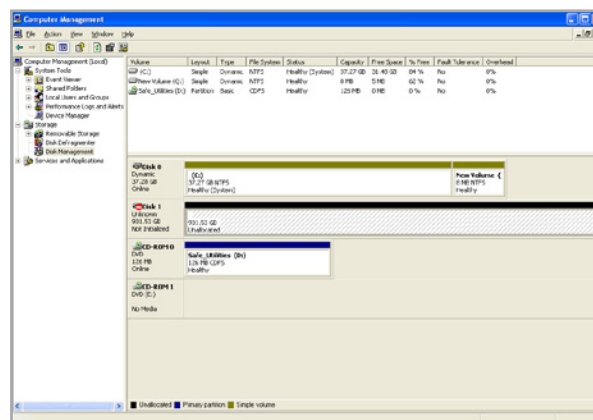 Computer Management
File Action View Window Help
Computer Management (Local)
System Tools
Event Viewer
Shared Folders
Local Users and Groups
Performance Logs and Alerts
Device Manager
Storage
Removable Storage
Disk Defragmenter
Disk Management
Services and Applications
Volume Layout Type File System Status Capacity Free Space % Free Fault Tolerance Overhead
(C:) Simple Dynamic NTFS Healthy (System) 37.27 GB 31.40 GB 84 % No 0%
New Volume (G:) Simple Dynamic NTFS Healthy 8 MB 5 MB 62 % No 0%
Safe_Utilities (D:) Partition Basic CDFS Healthy 126 MB 0 MB 0 % No 0%
Disk 0
Dynamic
37.28 GB
Online
(C:)
37.27 GB NTFS
Healthy (System)
New Volume (
8 MB NTFS
Healthy
Disk 1
Unknown
931.53 GB
Not Initialized
931.53 GB
Unallocated
CD-ROM 0
DVD
126 MB
Online
Safe_Utilities (D:)
126 MB CDFS
Healthy
CD-ROM 1
DVD (E:)
No Media
Unallocated Primary partition Simple volume